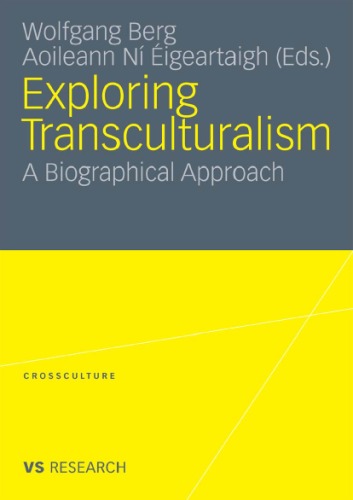 Wolfgang Berg
Aoileann Ní Éigeartaigh (Eds.)
Exploring
Transculturalism
A Biographical Approach
CROSSCULTURE
VS RESEARCH